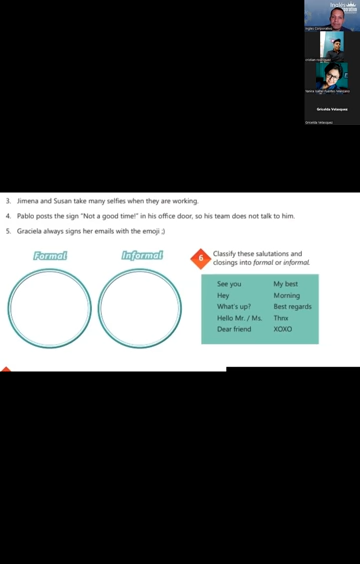 Inglés
3. Jimena and Susan take many selfies when they are working.
4. Pablo posts the sign "Not a good time!" in his office door, so his team does not talk to him.
5. Graciela always signs her emails with the emoji ;)
Formal
Informal
6 Classify these salutations and
closings into formal or informal.
See you
My best
Hey
Morning
What's up?
Best regards
Hello Mr. / Ms.
Thnx
Dear friend
XOXO
Griselda Velasquez
Griselda Velasquez